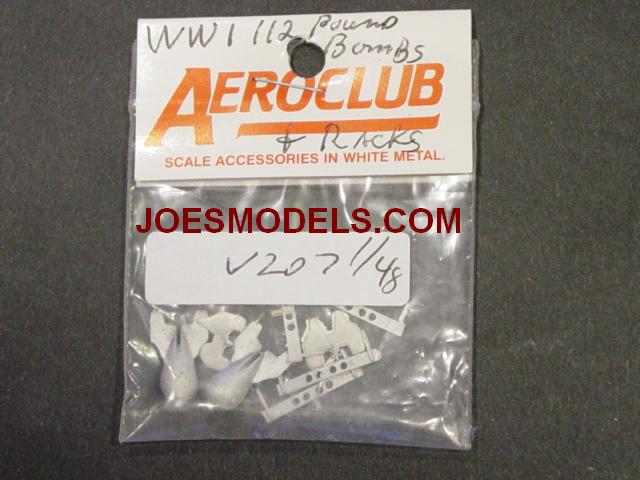 WW1 112 Pound
Bombs
AEROCLUB
& Racks
SCALE ACCESSORIES IN WHITE METAL.
JOESMODELS.COM
V207 1/48